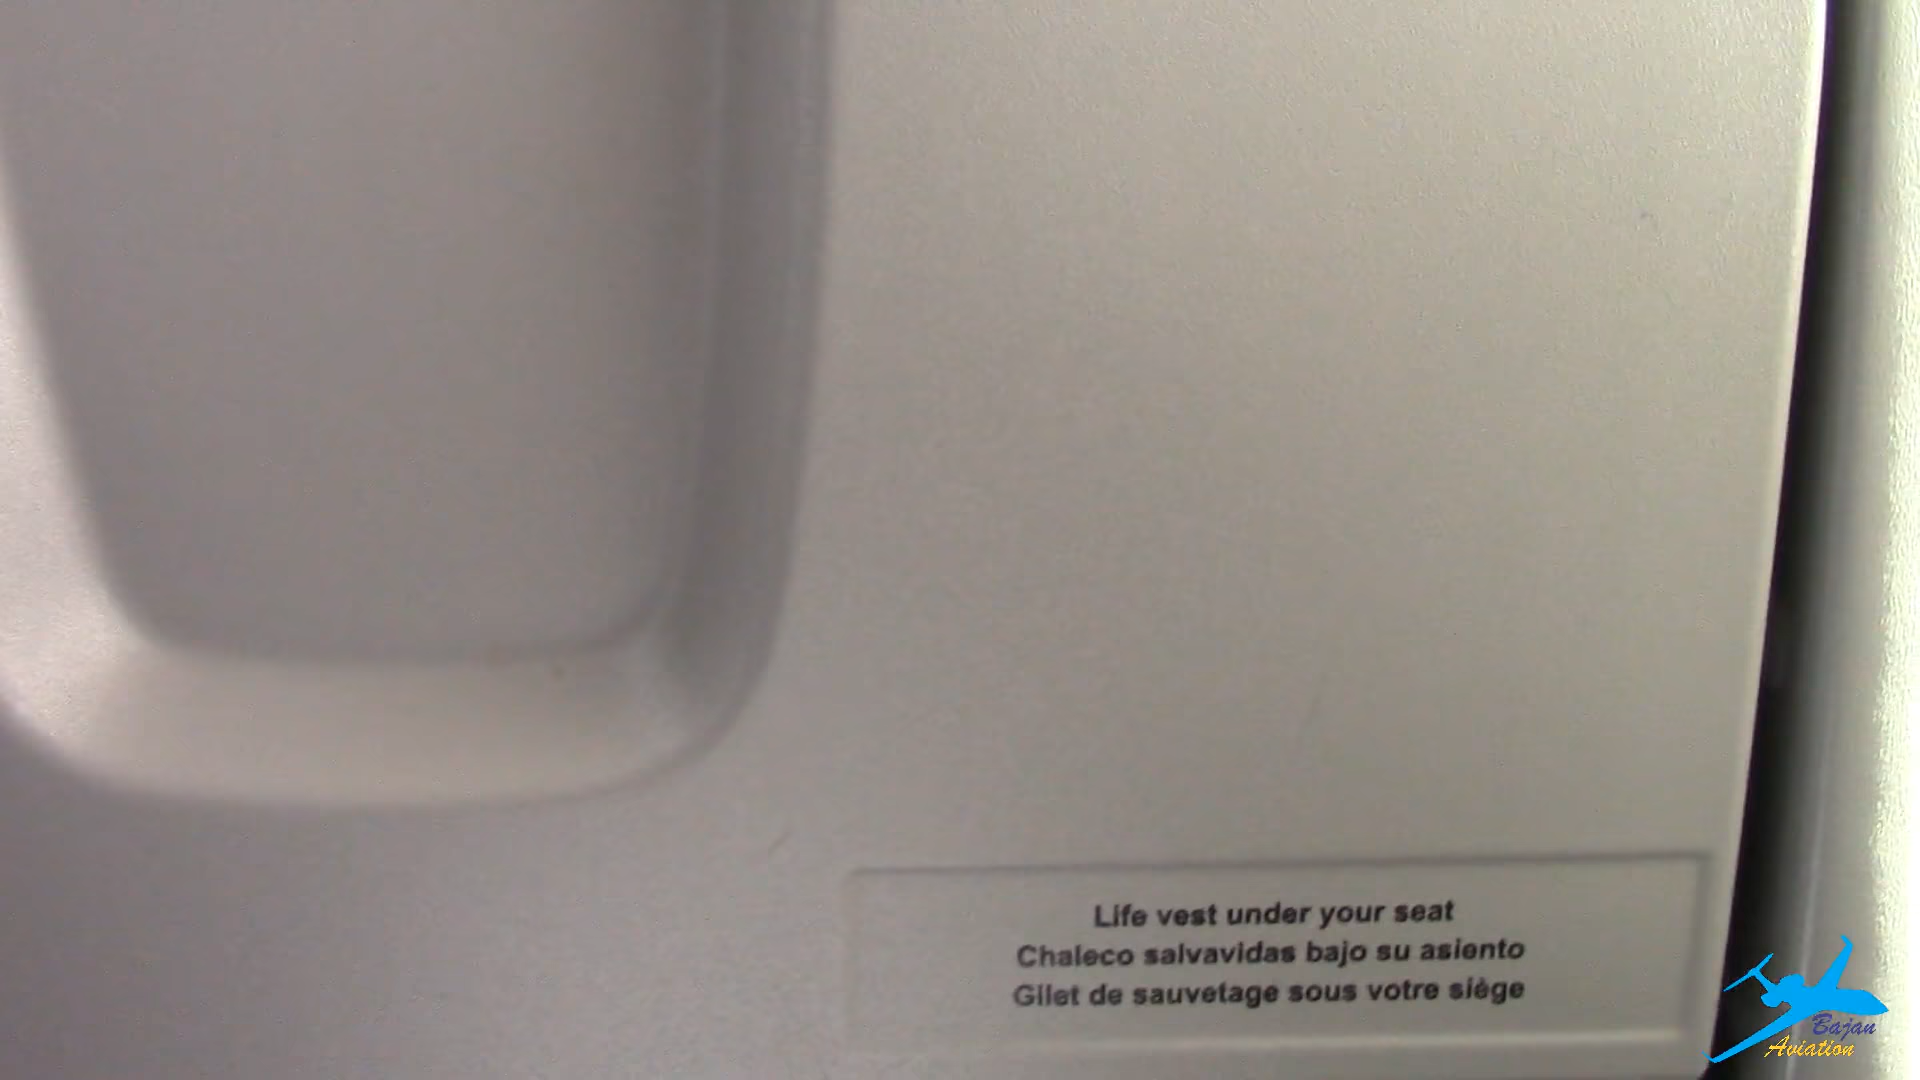 Life vest under your seat
Chaleco salvavidas bajo su asiento
Gilet de sauvetage sous votre siège
Bajan
Aviation